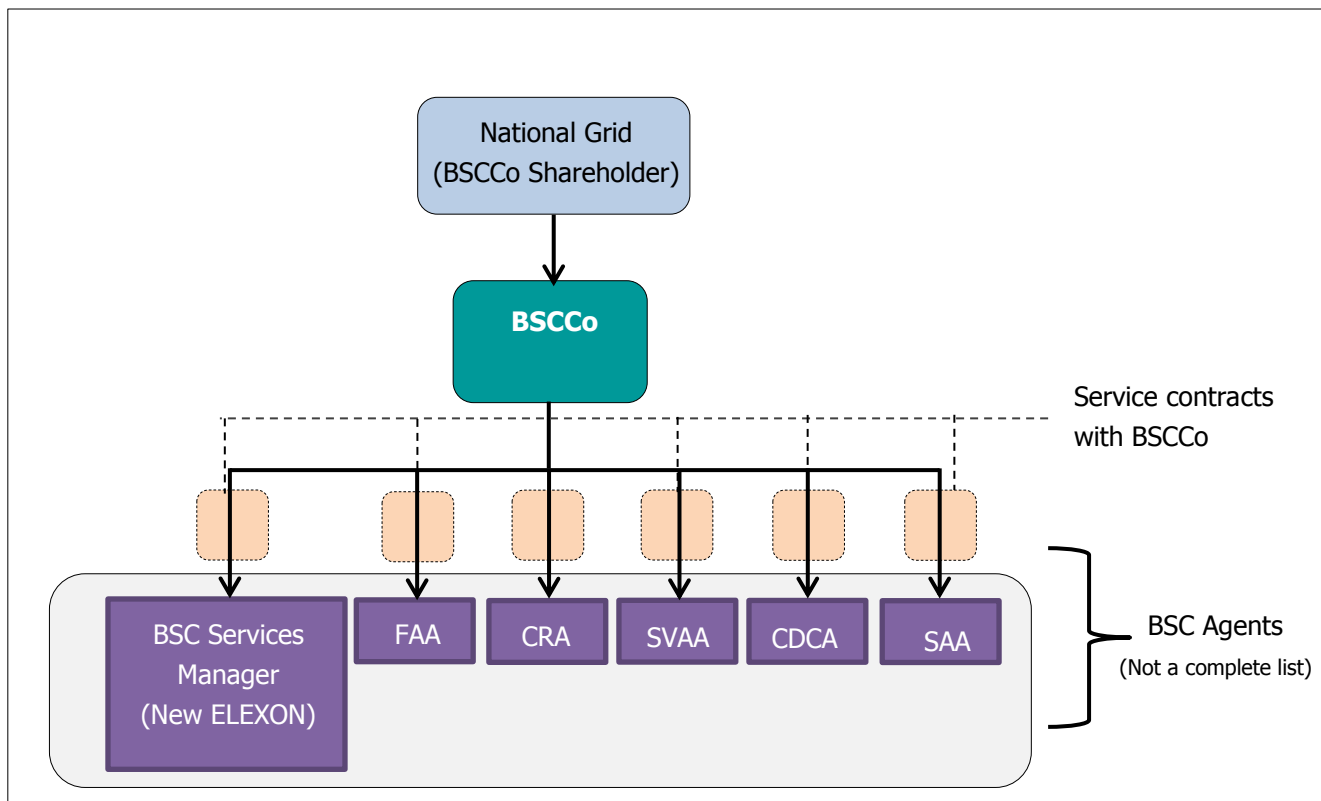 National Grid
(BSCCo Shareholder)
BSCCo
Service contracts
with BSCCo
BSC Services
Manager
(New ELEXON)
FAA
CRA
SVAA
CDCA
SAA
BSC Agents
(Not a complete list)